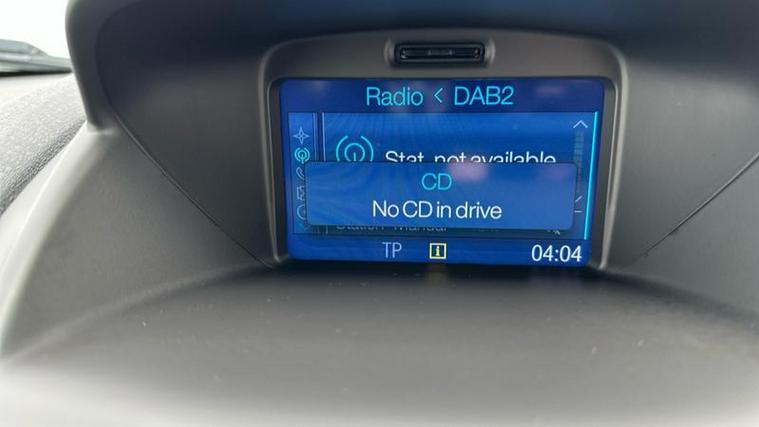 Radio < DAB2
Stat. not available
CD
No CD in drive
TP i 04:04